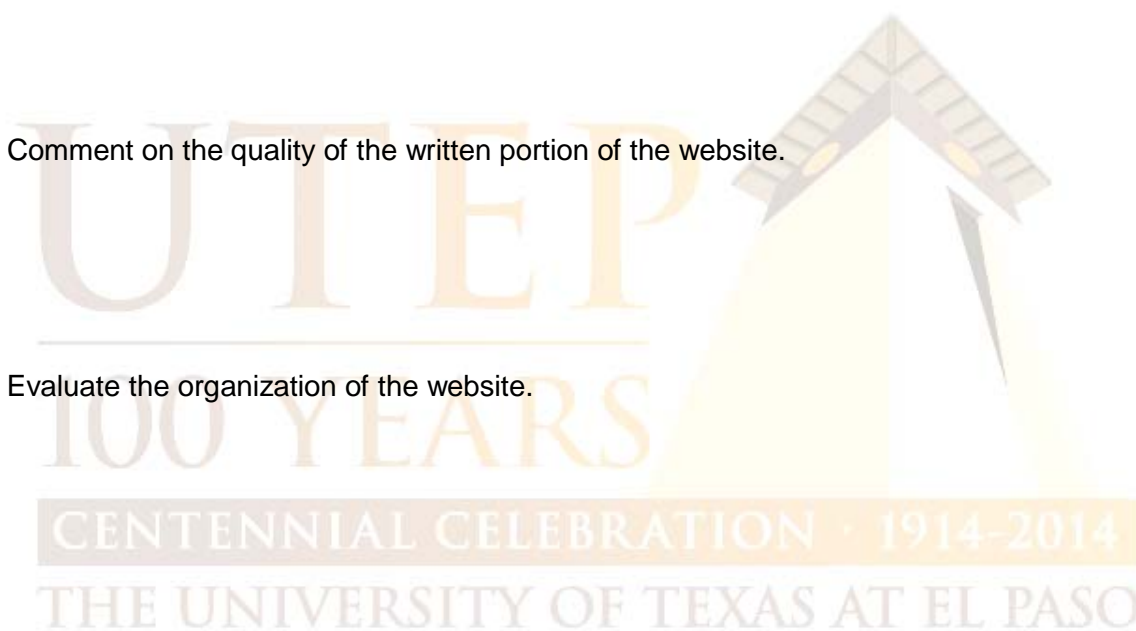 Comment on the quality of the written portion of the website.
UTEP
Evaluate the organization of the website.
100 YEARS
CENTENNIAL CELEBRATION · 1914-2014
THE UNIVERSITY OF TEXAS AT EL PASO